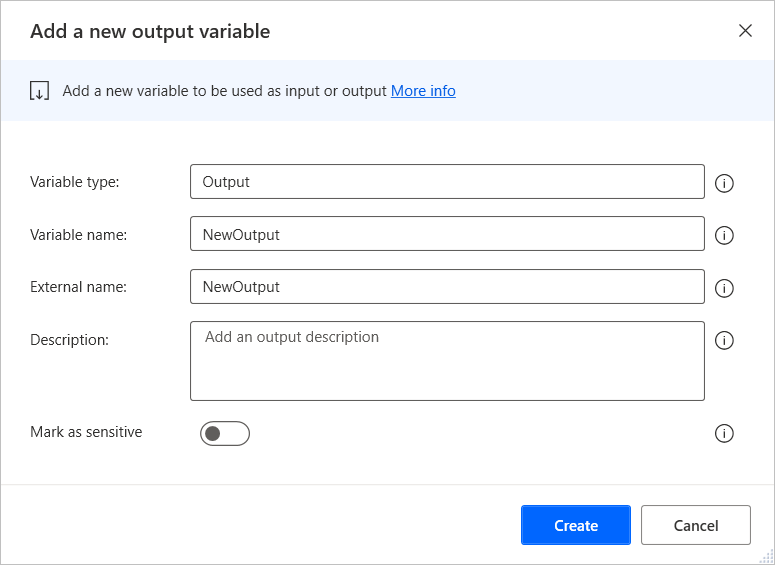 Add a new output variable
Add a new variable to be used as input or output More info
Variable type:
Output
Variable name:
NewOutput
External name:
NewOutput
Description:
Add an output description
Mark as sensitive
Create
Cancel